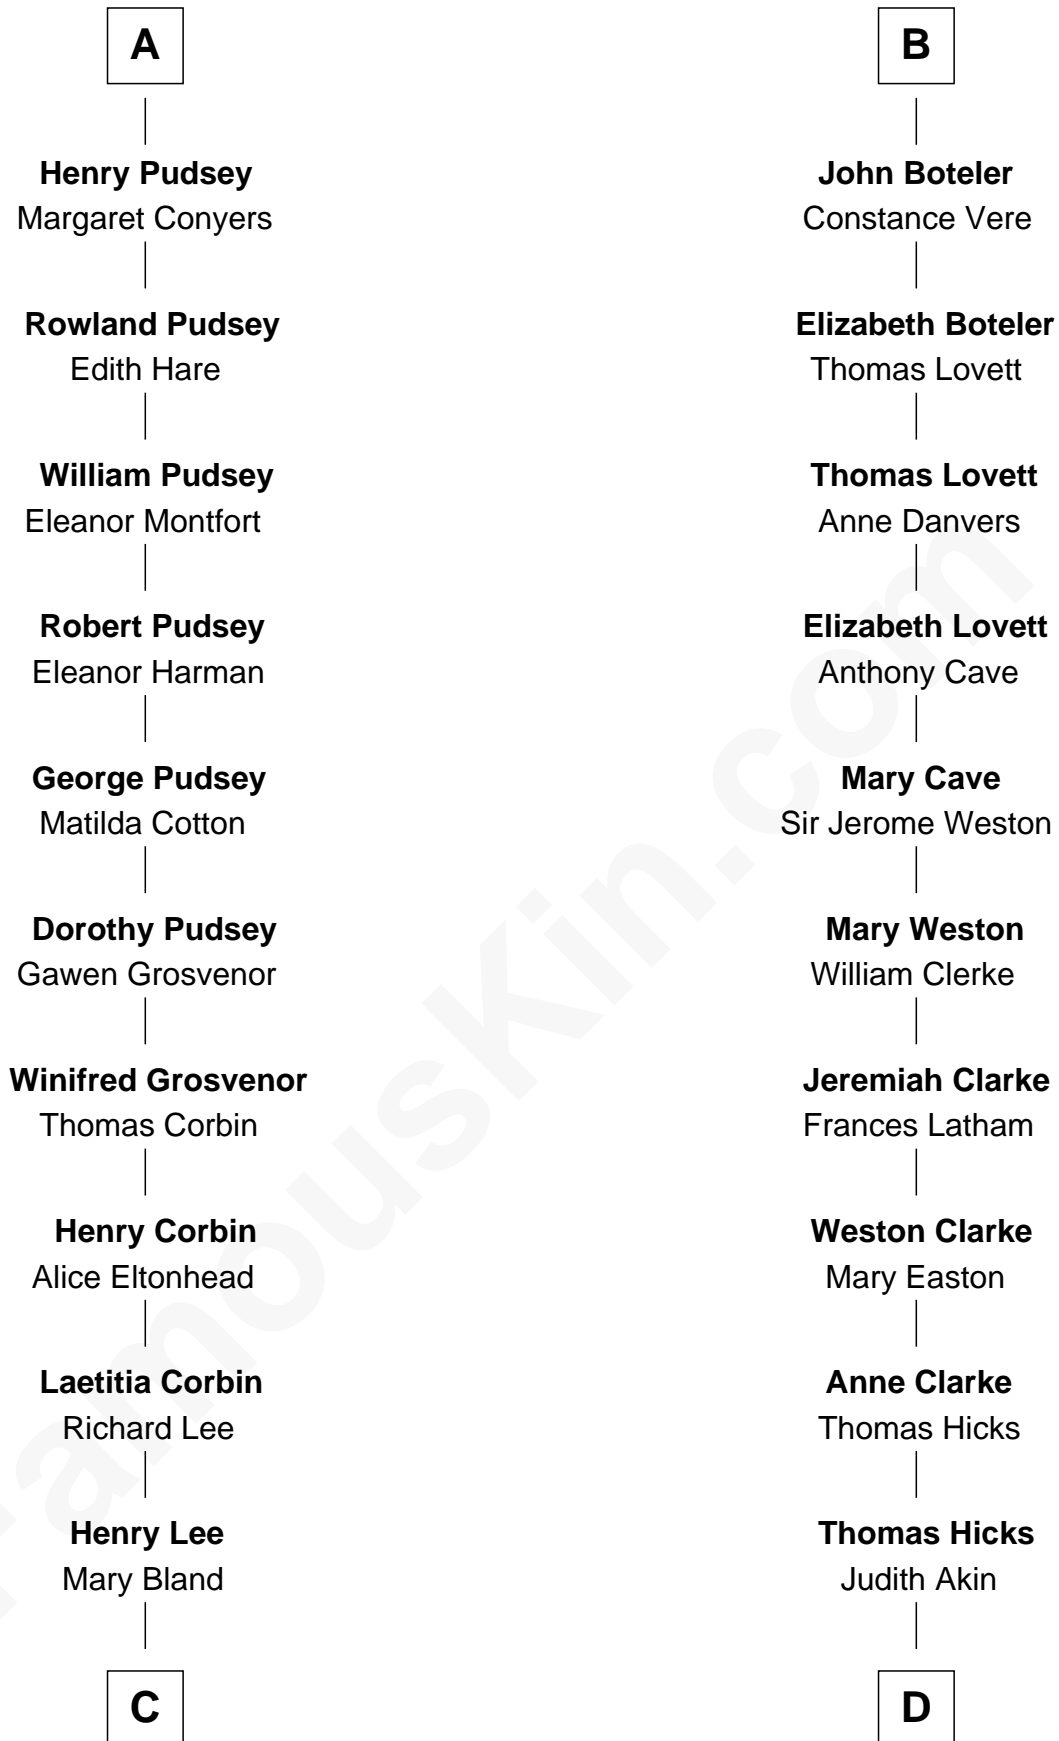 A
Henry Pudsey
Margaret Conyers
Rowland Pudsey
Edith Hare
William Pudsey
Eleanor Montfort
Robert Pudsey
Eleanor Harman
George Pudsey
Matilda Cotton
Dorothy Pudsey
Gawen Grosvenor
Winifred Grosvenor
Thomas Corbin
Henry Corbin
Alice Eltonhead
Laetitia Corbin
Richard Lee
Henry Lee
Mary Bland
C
B
John Boteler
Constance Vere
Elizabeth Boteler
Thomas Lovett
Thomas Lovett
Anne Danvers
Elizabeth Lovett
Anthony Cave
Mary Cave
Sir Jerome Weston
Mary Weston
William Clerke
Jeremiah Clarke
Frances Latham
Weston Clarke
Mary Easton
Anne Clarke
Thomas Hicks
Thomas Hicks
Judith Akin
D
FamousKin.com